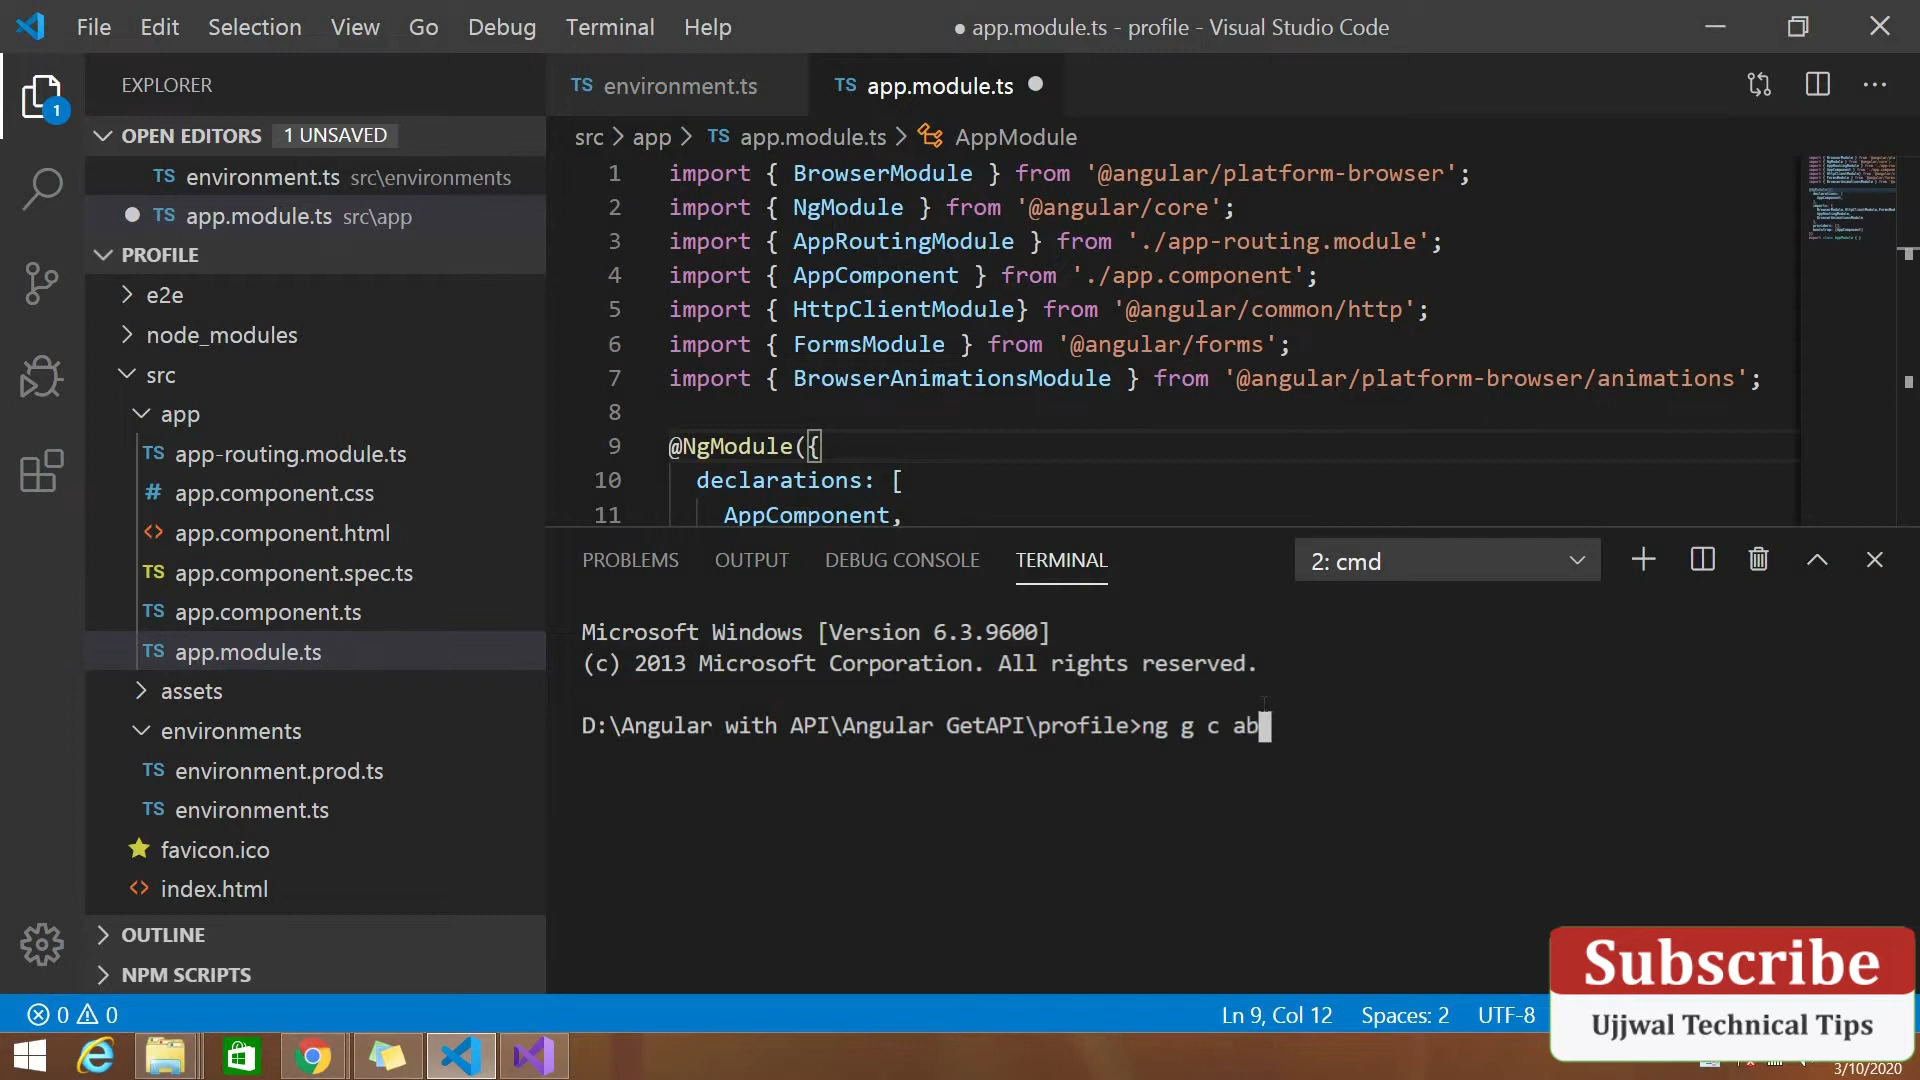 File Edit Selection View Go Debug Terminal Help
● app.module.ts - profile - Visual Studio Code
EXPLORER
1
OPEN EDITORS 1 UNSAVED
TS environment.ts src\environments
TS app.module.ts src\app
PROFILE
e2e
node_modules
src
app
TS app-routing.module.ts
# app.component.css
<> app.component.html
TS app.component.spec.ts
TS app.component.ts
TS app.module.ts
assets
environments
TS environment.prod.ts
TS environment.ts
favicon.ico
<> index.html
OUTLINE
NPM SCRIPTS
TS environment.ts
TS app.module.ts
src > app > TS app.module.ts > AppModule
1 import { BrowserModule } from '@angular/platform-browser';
2 import { NgModule } from '@angular/core';
3 import { AppRoutingModule } from './app-routing.module';
4 import { AppComponent } from './app.component';
5 import { HttpClientModule} from '@angular/common/http';
6 import { FormsModule } from '@angular/forms';
7 import { BrowserAnimationsModule } from '@angular/platform-browser/animations';
8
9 @NgModule({
10 declarations: [
11 AppComponent,
PROBLEMS OUTPUT DEBUG CONSOLE TERMINAL
2: cmd
Microsoft Windows [Version 6.3.9600]
(c) 2013 Microsoft Corporation. All rights reserved.
D:\Angular with API\Angular GetAPI\profile>ng g c ab
0 0
Ln 9, Col 12 Spaces: 2 UTF-8
Subscribe
Ujjwal Technical Tips
3/10/2020